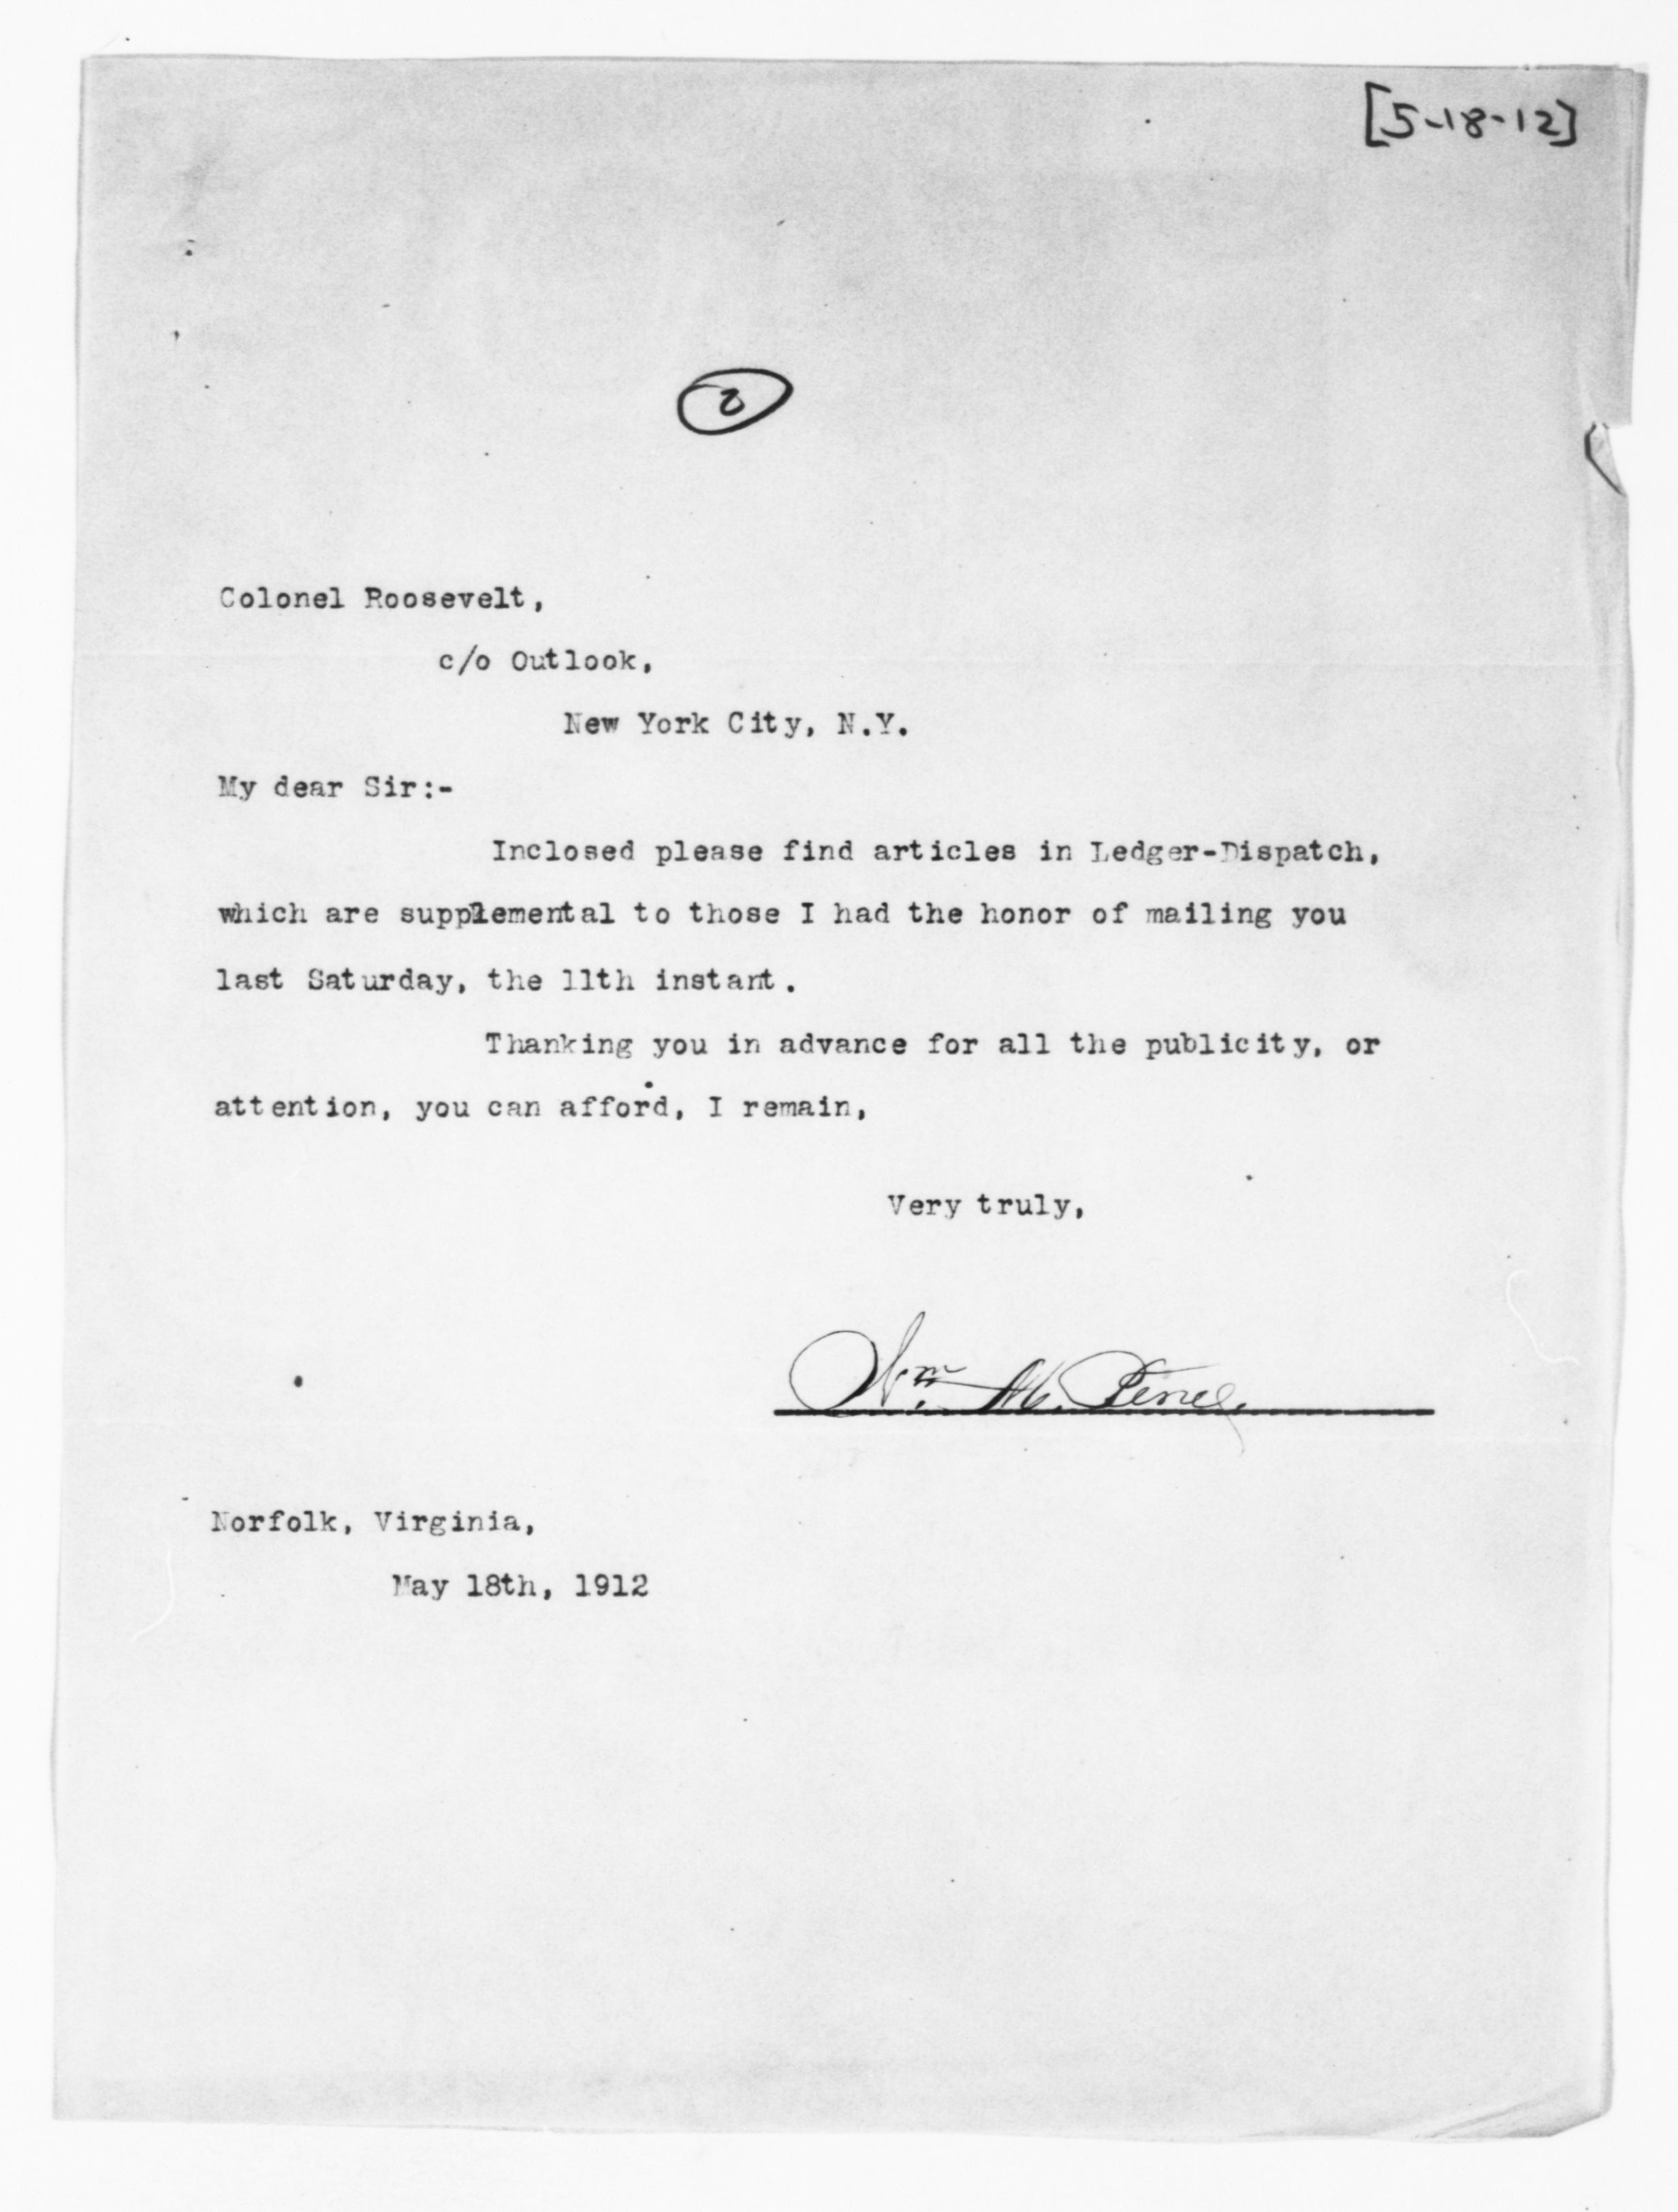 [5-18-12]
2
Colonel Roosevelt,
c/o Outlook,
New York City, N.Y.
My dear Sir:-
Inclosed please find articles in Ledger-Dispatch,
which are supplemental to those I had the honor of mailing you
last Saturday, the 11th instant.
Thanking you in advance for all the publicity, or
attention, you can afford, I remain,
Very truly,
Wm.
Norfolk, Virginia,
May 18th, 1912